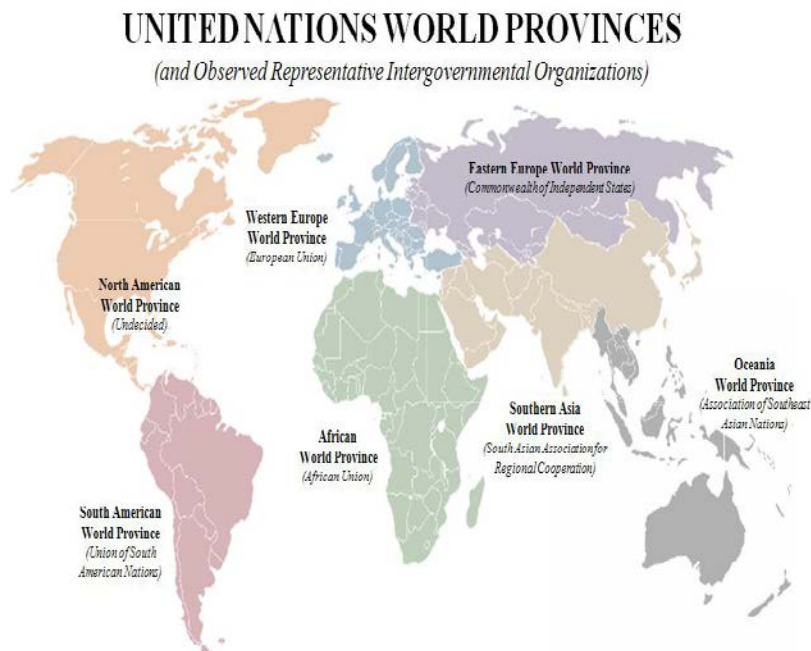 UNITED NATIONS WORLD PROVINCES
(and Observed Representative Intergovernmental Organizations)
Eastern Europe World Province
(Commonwealth of Independent States)
Western Europe
World Province
(European Union)
North American
World Province
(Undecided)
Oceania
World Province
(Association of Southeast
Asian Nations)
Southern Asia
World Province
(South Asian Association for
Regional Cooperation)
African
World Province
(African Union)
South American
World Province
(Union of South
American Nations)